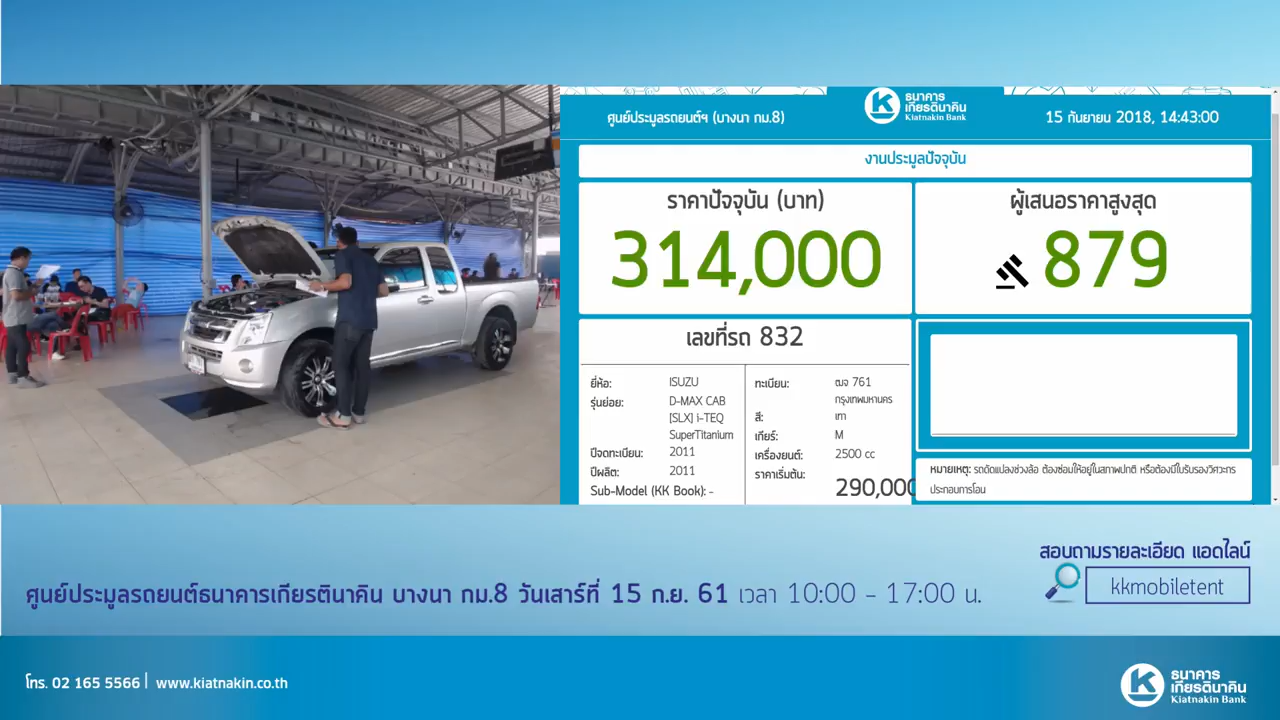 ศูนย์ประมูลรถยนต์ฯ (บางนา กม.8)
ธนาคาร
เกียรตินาคิน
Kiatnakin Bank
15 กันยายน 2018, 14:43:00
งานประมูลปัจจุบัน
ราคาปัจจุบัน (บาท)
314,000
ผู้เสนอราคาสูงสุด
879
เลขที่รถ 832
ยี่ห้อ: ISUZU
รุ่นย่อย: D-MAX CAB
[SLX] i-TEQ
SuperTitanium
ปีจดทะเบียน: 2011
ปีผลิต: 2011
Sub-Model (KK Book): -
ทะเบียน: ฒจ 761
กรุงเทพมหานคร
สี: เทา
เกียร์: M
เครื่องยนต์: 2500 cc
ราคาเริ่มต้น: 290,000
หมายเหตุ: รถดัดแปลงช่วงล้อ ต้องซ่อมให้อยู่ในสภาพปกติ หรือต้องมีใบรับรองวิศวะกร
ประกอบการโอน
สอบถามรายละเอียด แอดไลน์
kkmobiletent
ศูนย์ประมูลรถยนต์ธนาคารเกียรตินาคิน บางนา กม.8 วันเสาร์ที่ 15 ก.ย. 61 เวลา 10:00 - 17:00 น.
โทร. 02 165 5566 | www.kiatnakin.co.th
ธนาคาร
เกียรตินาคิน
Kiatnakin Bank